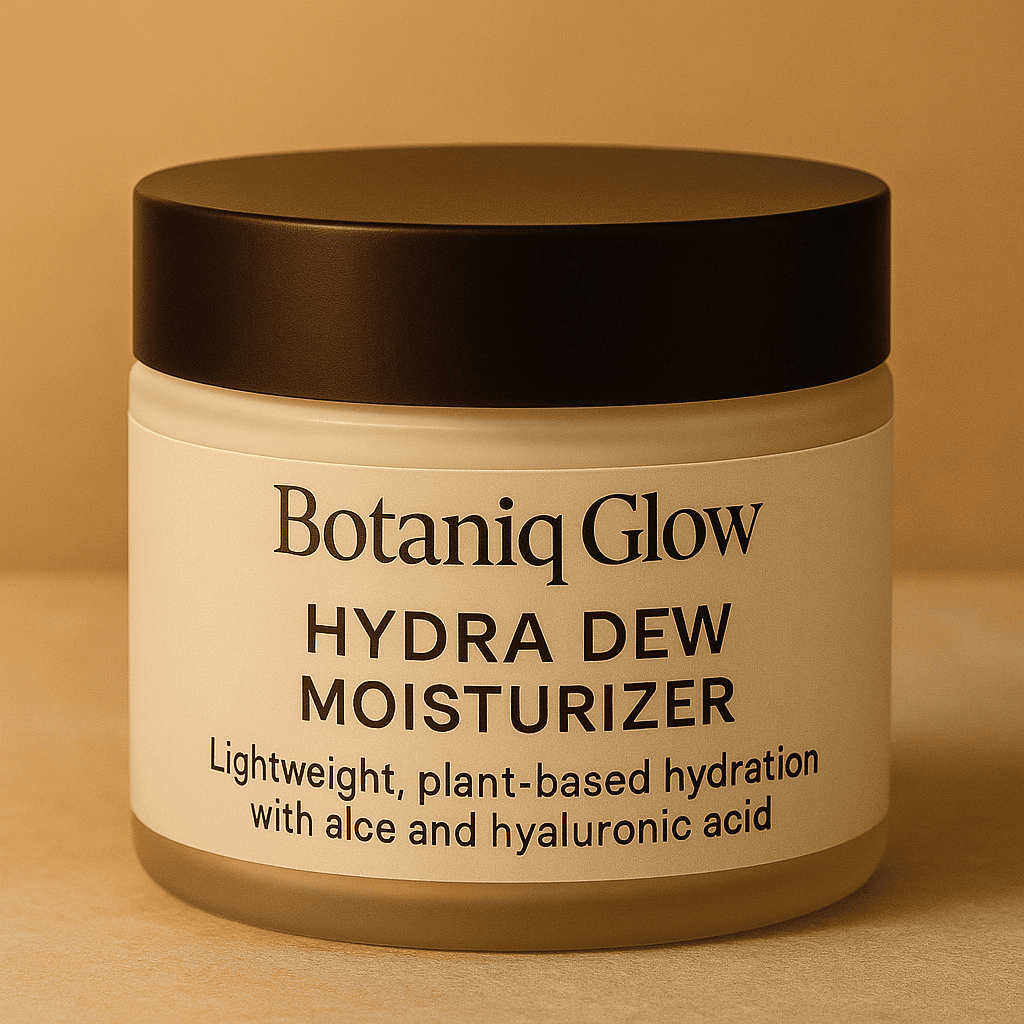 Botaniq Glow
HYDRA DEW
MOISTURIZER
Lightweight, plant-based hydration
with alce and hyaluronic acid